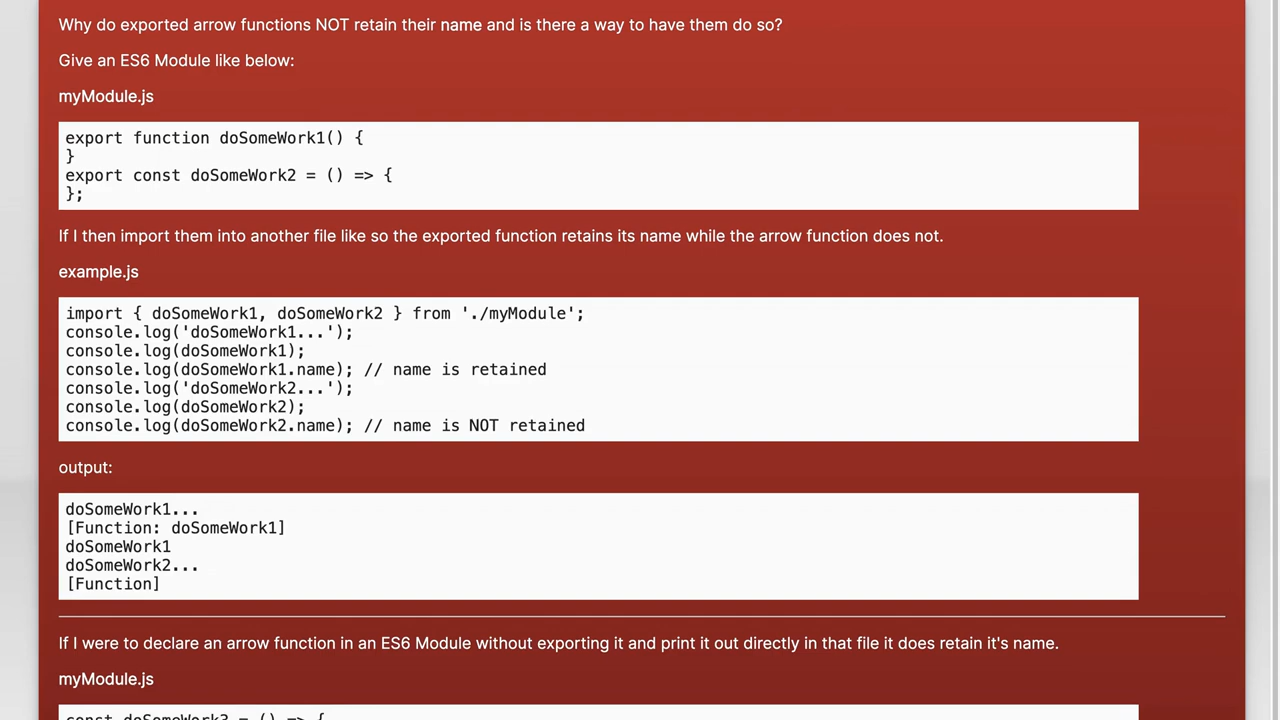 Why do exported arrow functions NOT retain their name and is there a way to have them do so?
Give an ES6 Module like below:
myModule.js
export function doSomeWork1() {
}
export const doSomeWork2 = () => {
};
If I then import them into another file like so the exported function retains its name while the arrow function does not.
example.js
import { doSomeWork1, doSomeWork2 } from './myModule';
console.log('doSomeWork1...');
console.log(doSomeWork1);
console.log(doSomeWork1.name); // name is retained
console.log('doSomeWork2...');
console.log(doSomeWork2);
console.log(doSomeWork2.name); // name is NOT retained
output:
doSomeWork1...
[Function: doSomeWork1]
doSomeWork1
doSomeWork2...
[Function]
If I were to declare an arrow function in an ES6 Module without exporting it and print it out directly in that file it does retain it's name.
myModule.js
const doSomeWork3 = () => {